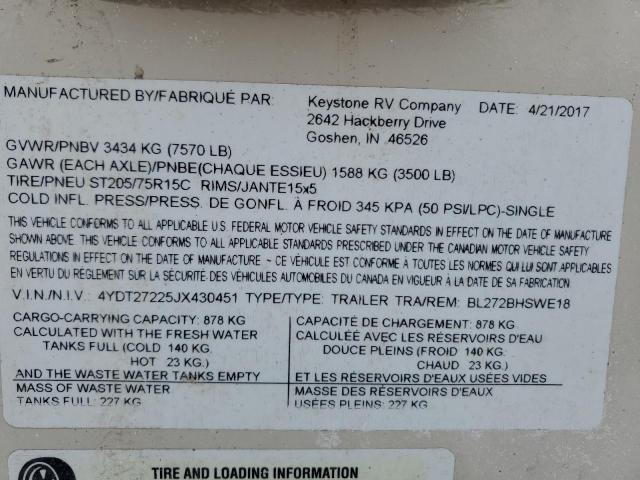 MANUFACTURED BY/FABRIQUÉ PAR: Keystone RV Company DATE: 4/21/2017
2642 Hackberry Drive
Goshen, IN 46526
GVWR/PNBV 3434 KG (7570 LB)
GAWR (EACH AXLE)/PNBE(CHAQUE ESSIEU) 1588 KG (3500 LB)
TIRE/PNEU ST205/75R15C RIMS/JANTE15x5
COLD INFL. PRESS/PRESS. DE GONFL. À FROID 345 KPA (50 PSI/LPC)-SINGLE
THIS VEHICLE CONFORMS TO ALL APPLICABLE U.S. FEDERAL MOTOR VEHICLE SAFETY STANDARDS IN EFFECT ON THE DATE OF MANUFACTURE
SHOWN ABOVE. THIS VEHICLE CONFORMS TO ALL APPLICABLE STANDARDS PRESCRIBED UNDER THE CANADIAN MOTOR VEHICLE SAFETY
REGULATIONS IN EFFECT ON THE DATE OF MANUFACTURE ~ CE VÉHICULE EST CONFORME À TOUTES LES NORMES QUI LUI SONT APPLICABLES
EN VERTU DU RÉGLEMENT SUR LA SÉCURITÉ DES VÉHICULES AUTOMOBILES DU CANADA EN VIGUEUR À LA DATE DE SA FABRICATION
V.I.N./N.I.V.: 4YDT27225JX430451 TYPE/TYPE: TRAILER TRA/REM: BL272BHSWE18
CARGO-CARRYING CAPACITY: 878 KG
CALCULATED WITH THE FRESH WATER
TANKS FULL (COLD 140 KG.
HOT 23 KG.)
AND THE WASTE WATER TANKS EMPTY
MASS OF WASTE WATER
TANKS FULL: 227 KG
CAPACITÉ DE CHARGEMENT: 878 KG
CALCULÉE AVEC LES RÉSERVOIRS D'EAU
DOUCE PLEINS (FROID 140 KG.
CHAUD 23 KG.)
ET LES RÉSERVOIRS D'EAUX USÉES VIDES
MASSE DES RÉSERVOIRS D'EAUX
USÉES PLEINS: 227 KG
TIRE AND LOADING INFORMATION